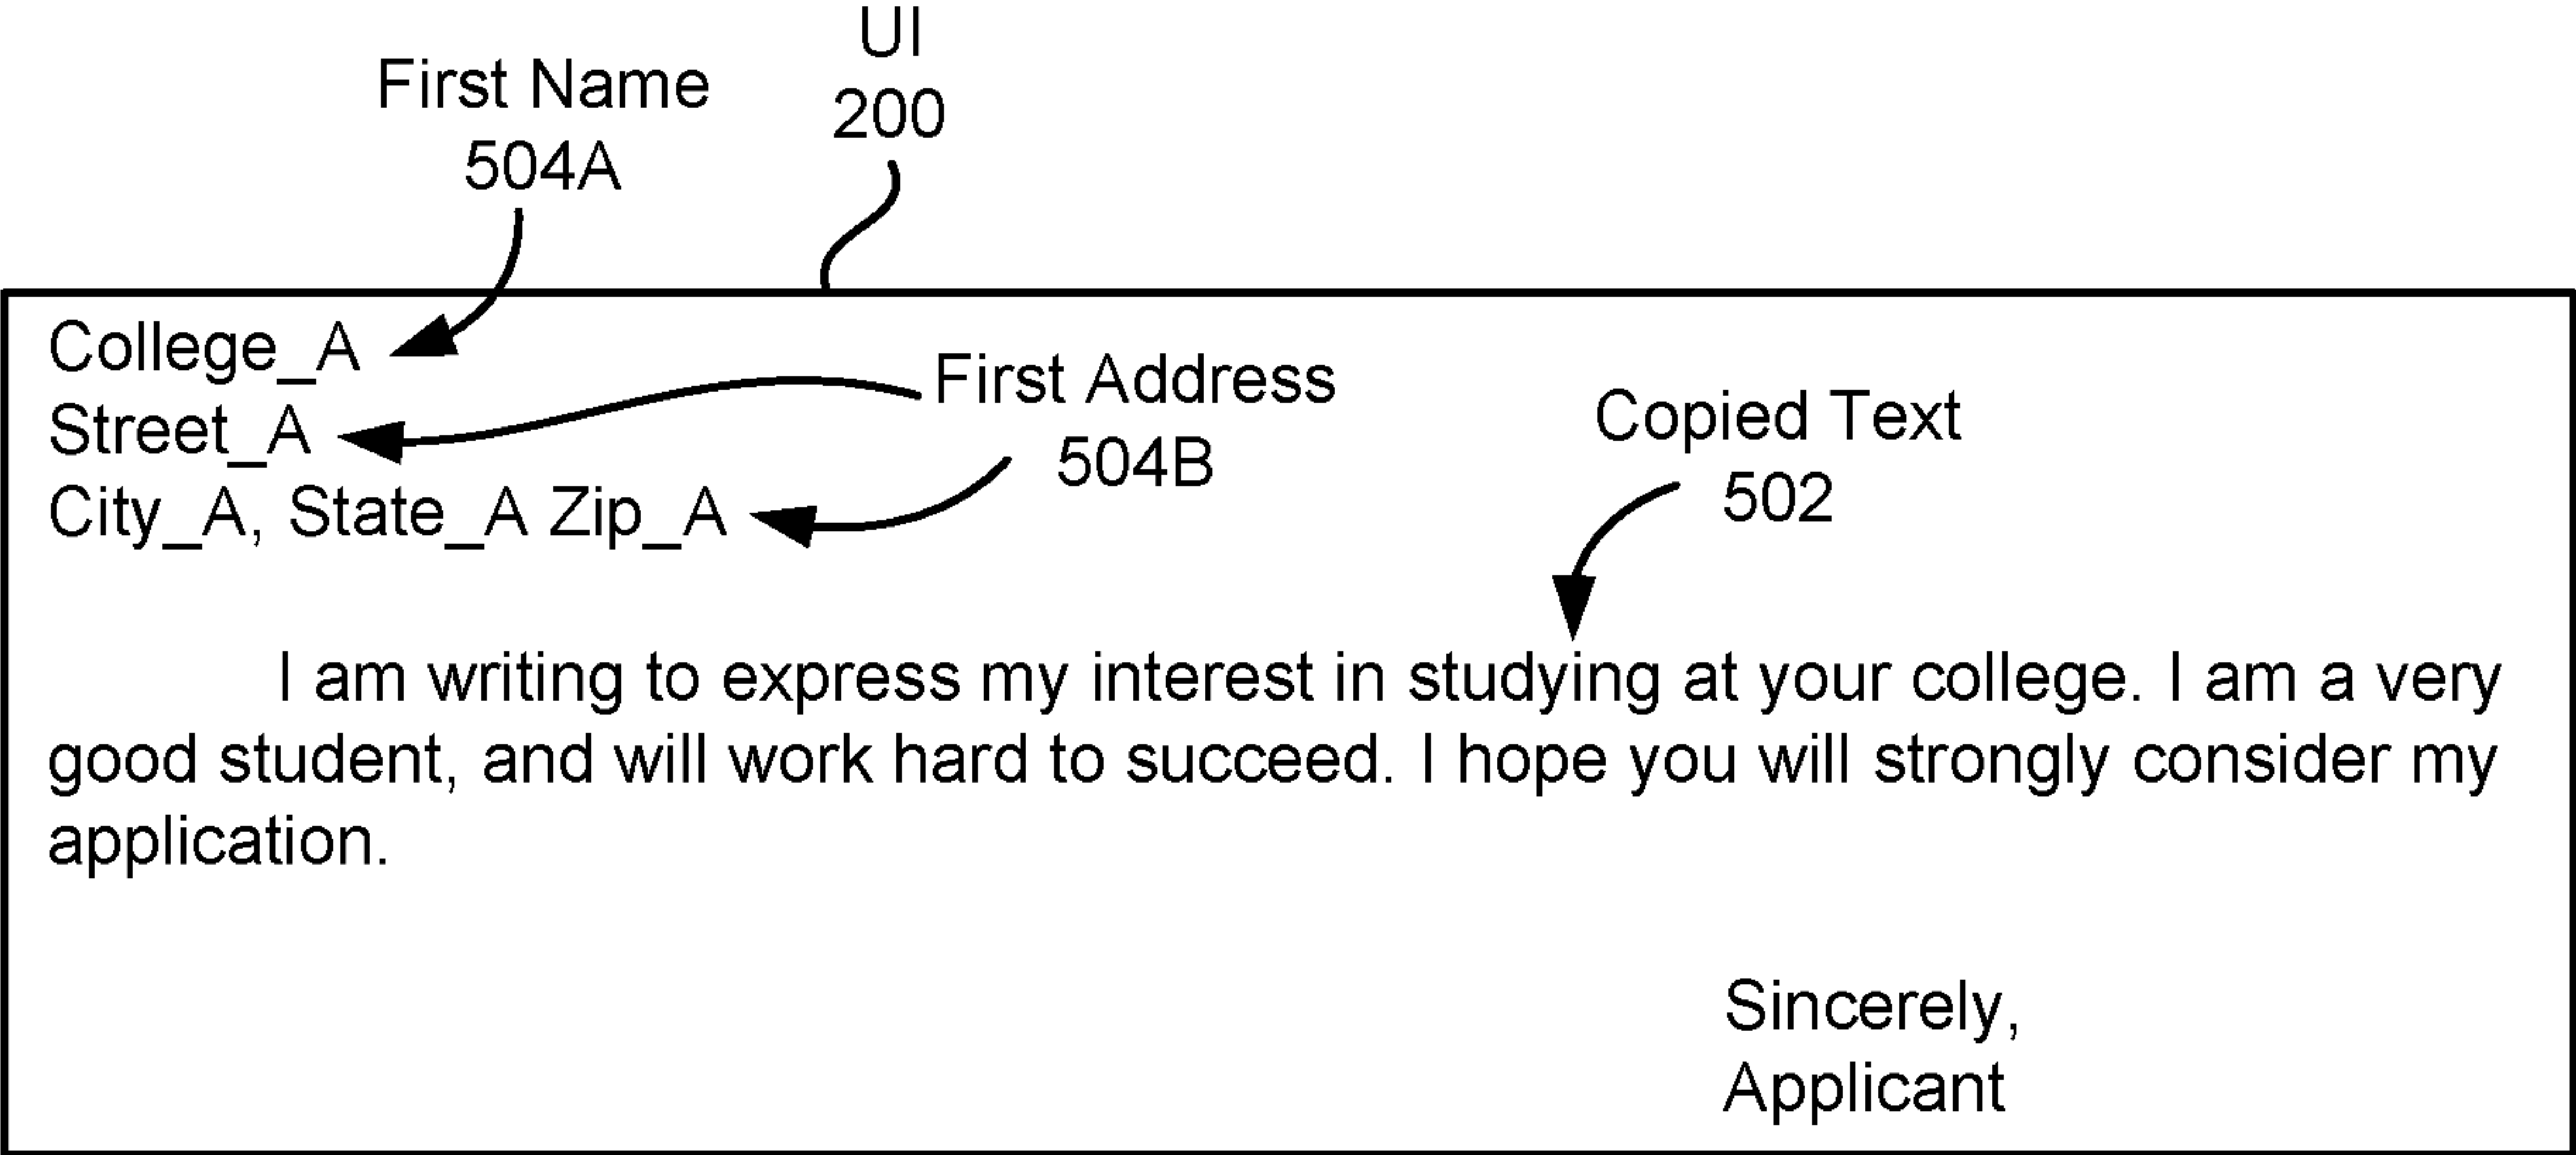 UI
200
First Name
504A
College_A
Street_A
City_A, State_A Zip_A
First Address
504B
Copied Text
502
I am writing to express my interest in studying at your college. I am a very
good student, and will work hard to succeed. I hope you will strongly consider my
application.
Sincerely,
Applicant